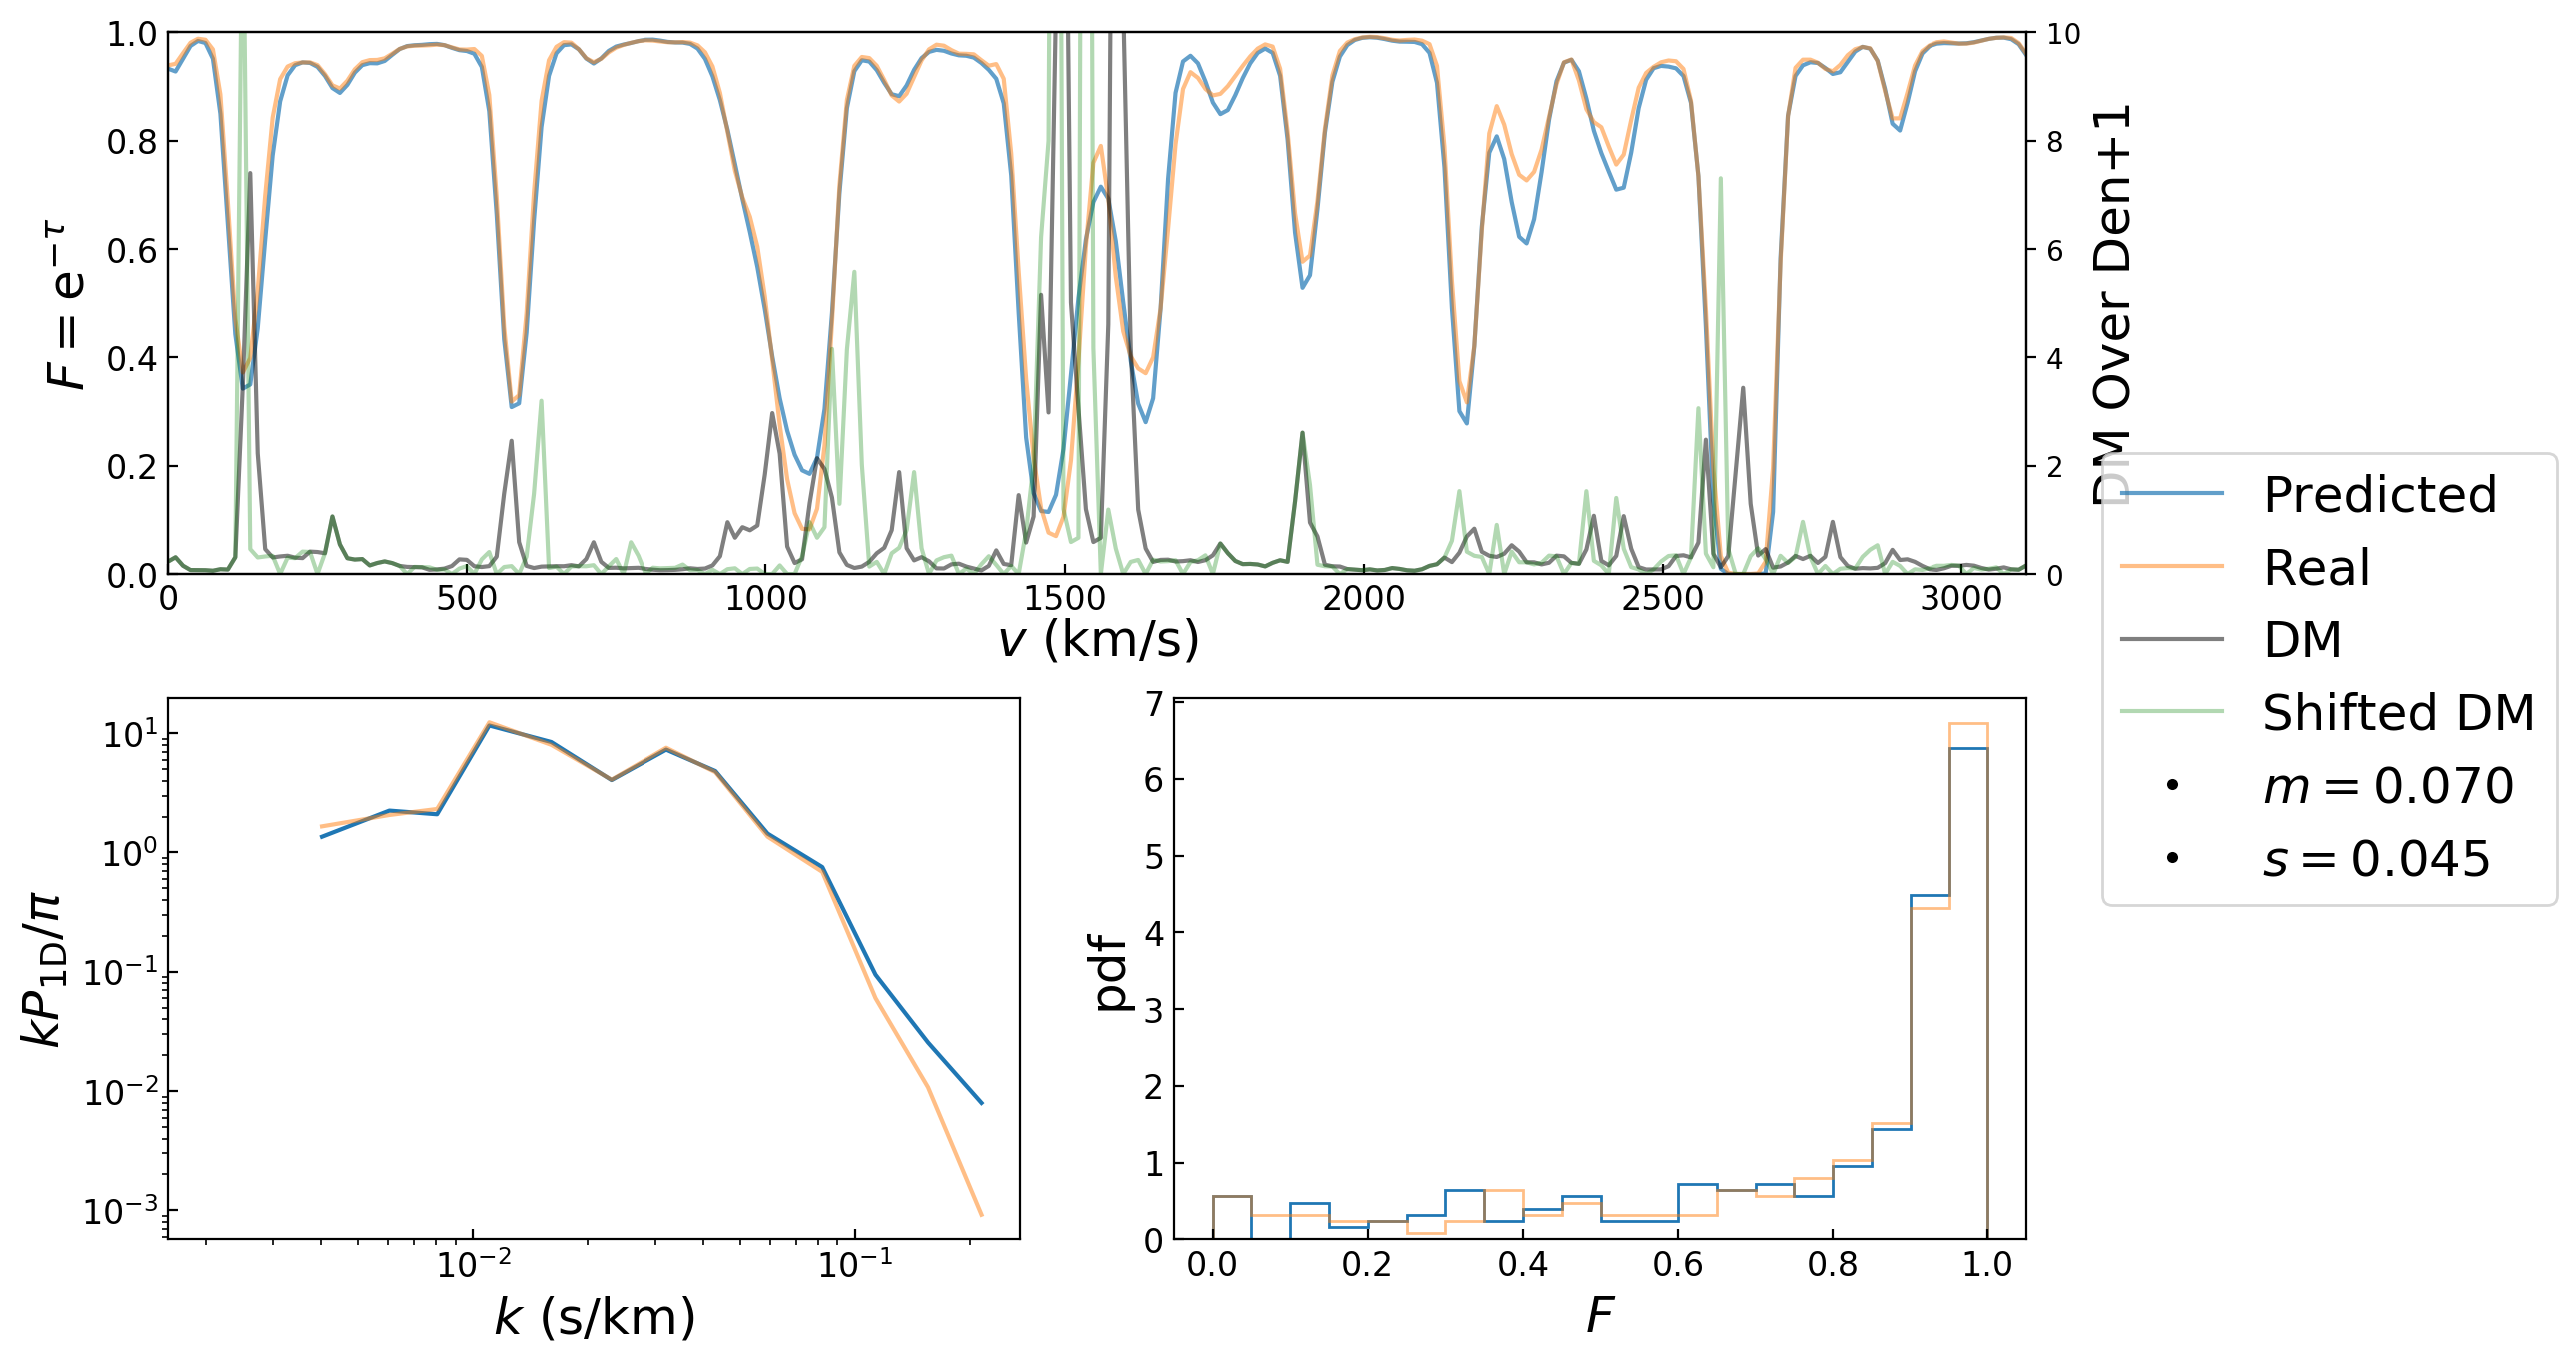 1.0
0.8
0.6
0.4
0.2
0.0
F = e^{−τ}
10
8
6
4
2
0
DM Over Den+1
0 500 1000 1500 2000 2500 3000
v (km/s)
Predicted
Real
DM
Shifted DM
m = 0.070
s = 0.045
10^1
10^0
10^{−1}
10^{−2}
10^{−3}
kP_{1D}/π
10^{−2} 10^{−1}
k (s/km)
7
6
5
4
3
2
1
0
pdf
0.0 0.2 0.4 0.6 0.8 1.0
F